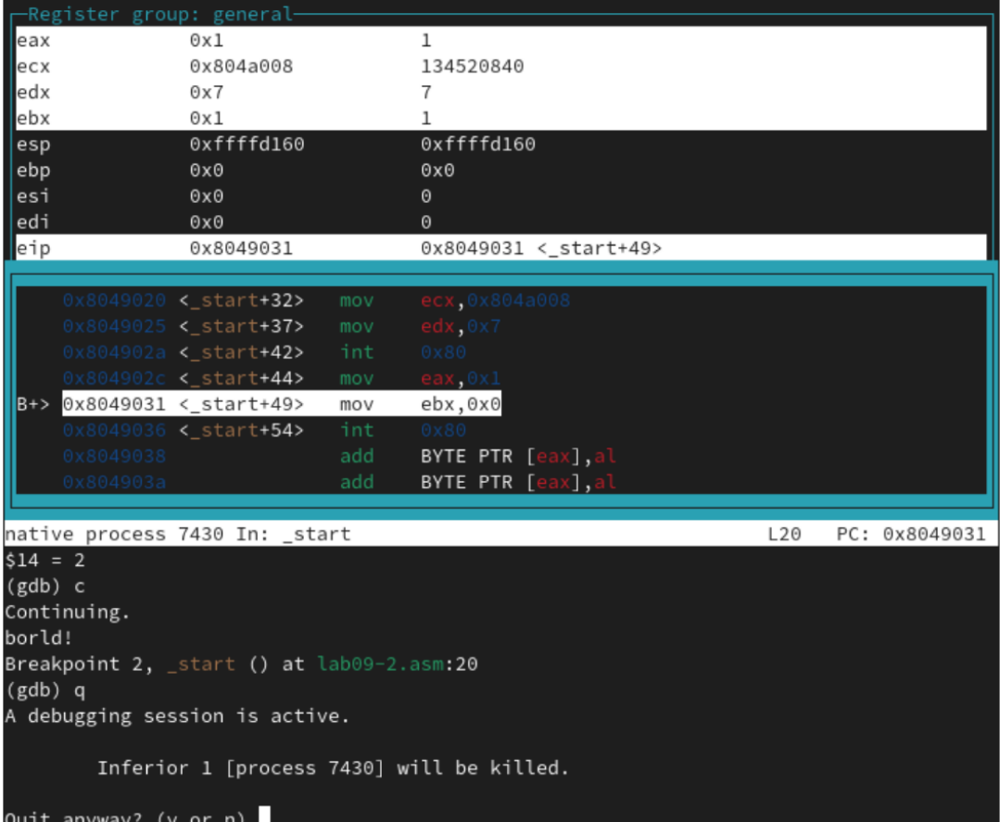 Register group: general
eax 0x1 1
ecx 0x804a008 134520840
edx 0x7 7
ebx 0x1 1
esp 0xffffd160 0xffffd160
ebp 0x0 0x0
esi 0x0 0
edi 0x0 0
eip 0x8049031 0x8049031 <_start+49>
0x8049020 <_start+32> mov ecx,0x804a008
0x8049025 <_start+37> mov edx,0x7
0x804902a <_start+42> int 0x80
0x804902c <_start+44> mov eax,0x1
B+> 0x8049031 <_start+49> mov ebx,0x0
0x8049036 <_start+54> int 0x80
0x8049038 add BYTE PTR [eax],al
0x804903a add BYTE PTR [eax],al
native process 7430 In: _start L20 PC: 0x8049031
$14 = 2
(gdb) c
Continuing.
borld!
Breakpoint 2, _start () at lab09-2.asm:20
(gdb) q
A debugging session is active.
Inferior 1 [process 7430] will be killed.
Quit anyway? (y or n)